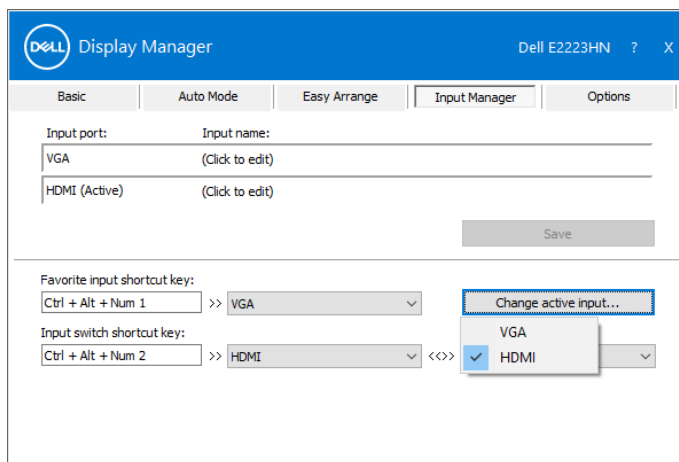 DELL Display Manager Dell E2223HN ? X
Basic Auto Mode Easy Arrange Input Manager Options
Input port: Input name:
VGA (Click to edit)
HDMI (Active) (Click to edit)
Save
Favorite input shortcut key:
Ctrl + Alt + Num 1 >> VGA Change active input...
Input switch shortcut key:
VGA
Ctrl + Alt + Num 2 >> HDMI <<>> HDMI